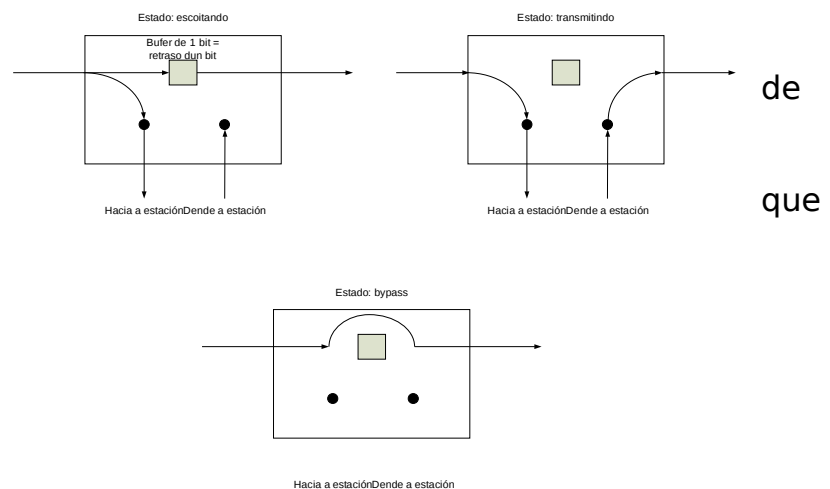 Estado: escoitando
Bufer de 1 bit =
retraso dun bit
Hacia a estaciónDende a estación
Estado: transmitindo
Hacia a estaciónDende a estación
de
que
Estado: bypass
Hacia a estaciónDende a estación